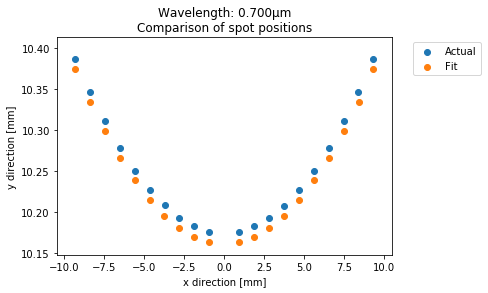 Wavelength: 0.700μm
Comparison of spot positions
Actual
Fit
10.40
10.35
10.30
10.25
10.20
10.15
y direction [mm]
−10.0 −7.5 −5.0 −2.5 0.0 2.5 5.0 7.5 10.0
x direction [mm]